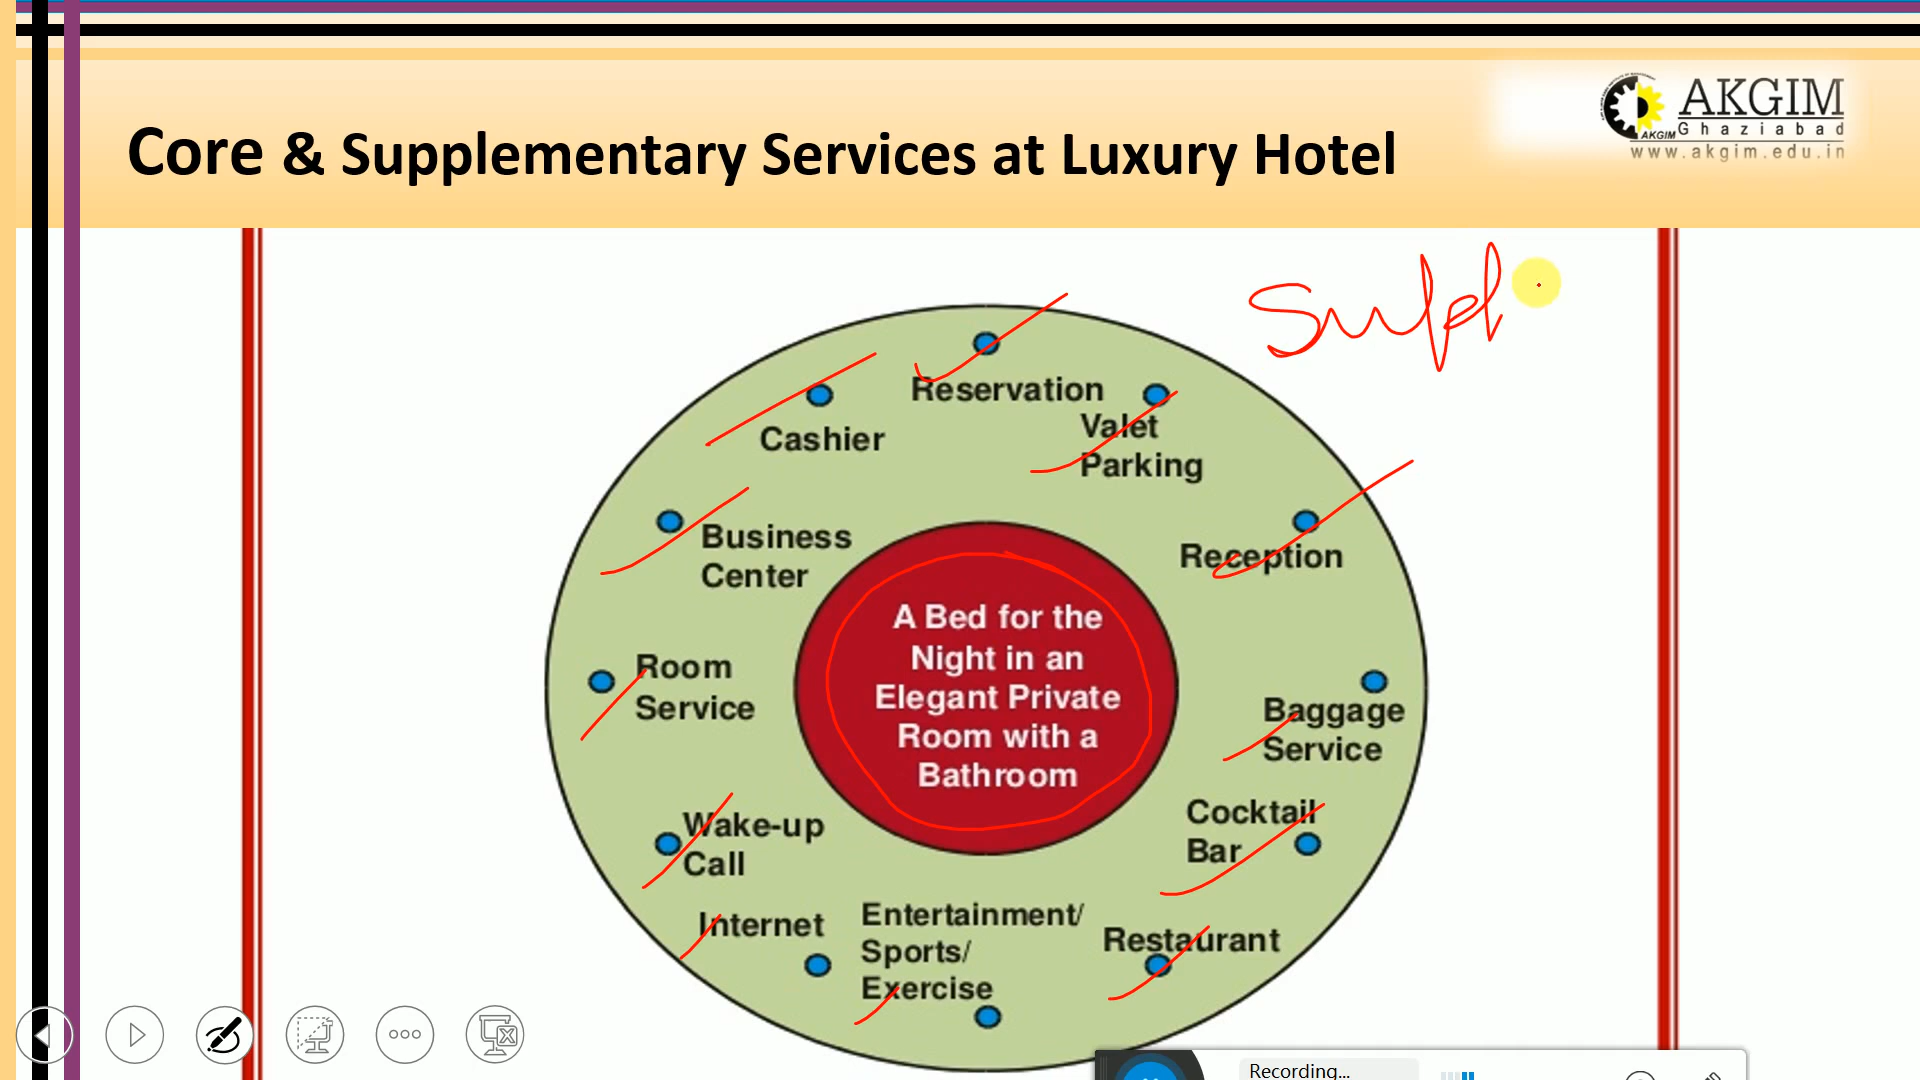 AKGIM
Ghaziabad
www.akgim.edu.in
AKGIM
Core & Supplementary Services at Luxury Hotel
Supl
Reservation
Valet
Parking
Cashier
Reception
Business
Center
A Bed for the
Night in an
Elegant Private
Room with a
Bathroom
Room
Service
Baggage
Service
Cocktail
Bar
Wake-up
Call
Internet
Entertainment/
Sports/
Exercise
Restaurant
Recording...